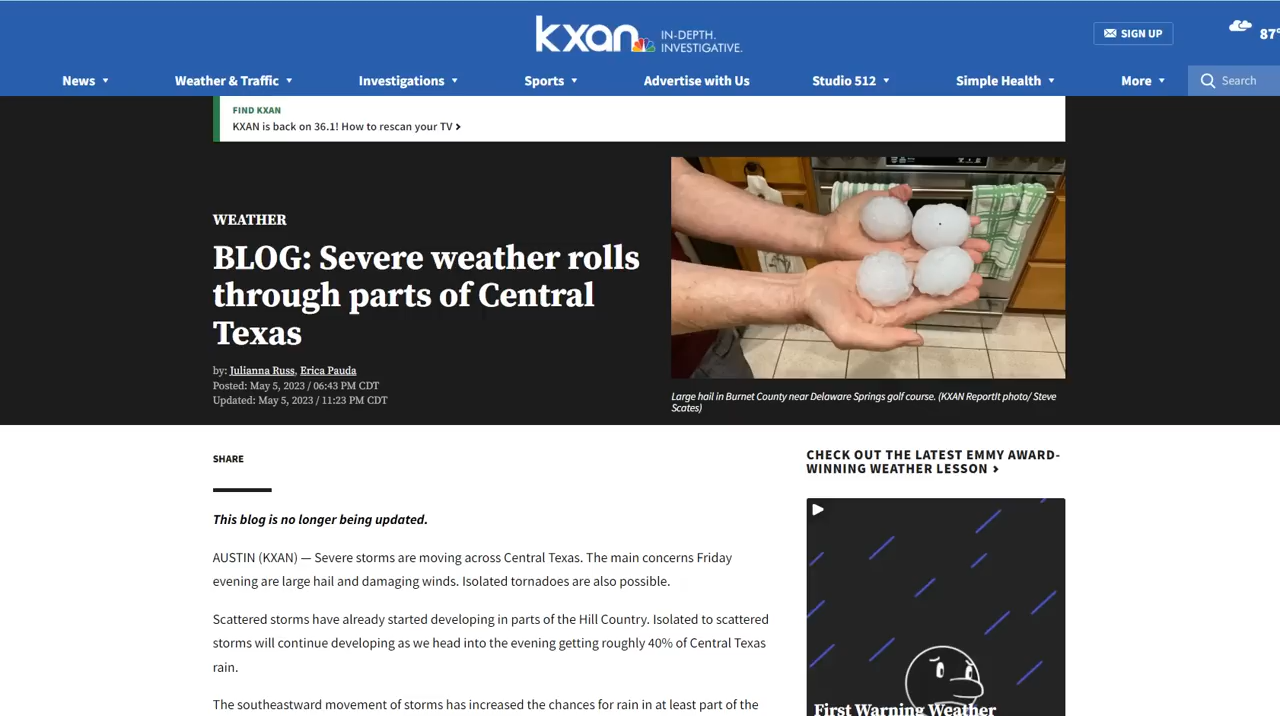 kxan IN-DEPTH.
INVESTIGATIVE.
SIGN UP
87°
News
Weather & Traffic
Investigations
Sports
Advertise with Us
Studio 512
Simple Health
More
Search
FIND KXAN
KXAN is back on 36.1! How to rescan your TV
WEATHER
BLOG: Severe weather rolls
through parts of Central
Texas
by: Julianna Russ, Erica Pauda
Posted: May 5, 2023 / 06:43 PM CDT
Updated: May 5, 2023 / 11:23 PM CDT
Large hail in Burnet County near Delaware Springs golf course. (KXAN ReportIt photo/ Steve
Scates)
SHARE
This blog is no longer being updated.
AUSTIN (KXAN) — Severe storms are moving across Central Texas. The main concerns Friday
evening are large hail and damaging winds. Isolated tornadoes are also possible.
Scattered storms have already started developing in parts of the Hill Country. Isolated to scattered
storms will continue developing as we head into the evening getting roughly 40% of Central Texas
rain.
The southeastward movement of storms has increased the chances for rain in at least part of the
CHECK OUT THE LATEST EMMY AWARD-
WINNING WEATHER LESSON
First Warning Weather